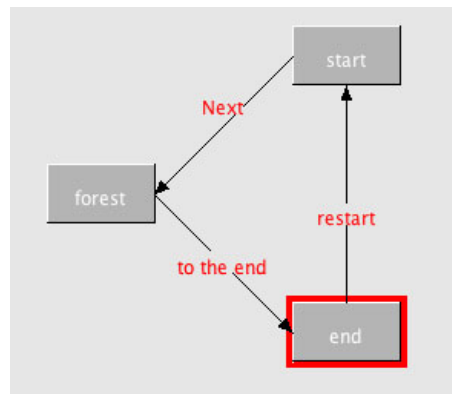 start
Next
forest
restart
to the end
end